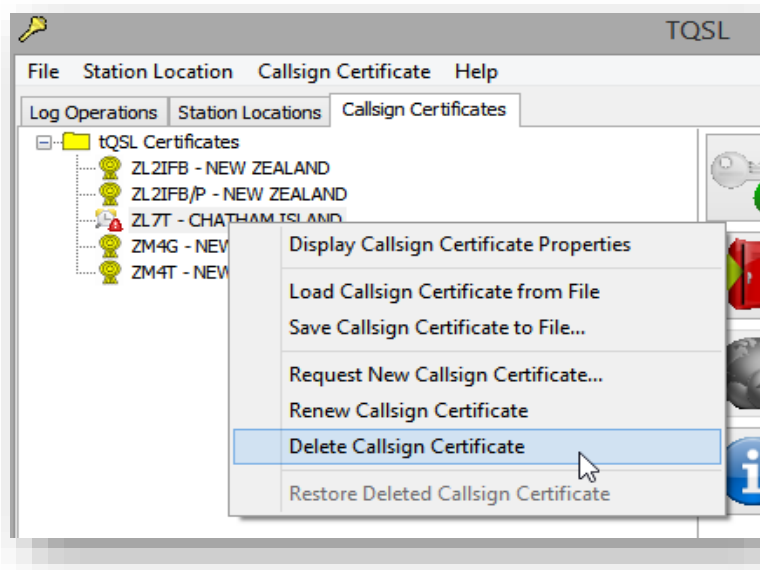 TQSL
File Station Location Callsign Certificate Help
Log Operations Station Locations Callsign Certificates
tQSL Certificates
ZL2IFB - NEW ZEALAND
ZL2IFB/P - NEW ZEALAND
ZL7T - CHATHAM ISLAND
ZM4G - NEW
ZM4T - NEW
Display Callsign Certificate Properties
Load Callsign Certificate from File
Save Callsign Certificate to File...
Request New Callsign Certificate...
Renew Callsign Certificate
Delete Callsign Certificate
Restore Deleted Callsign Certificate